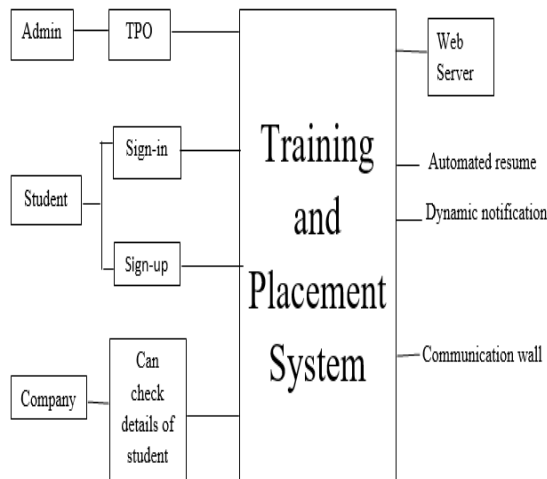 Admin
TPO
Sign-in
Student
Sign-up
Company
Can
check
details of
student
Training
and
Placement
System
Web
Server
Automated resume
Dynamic notification
Communication wall